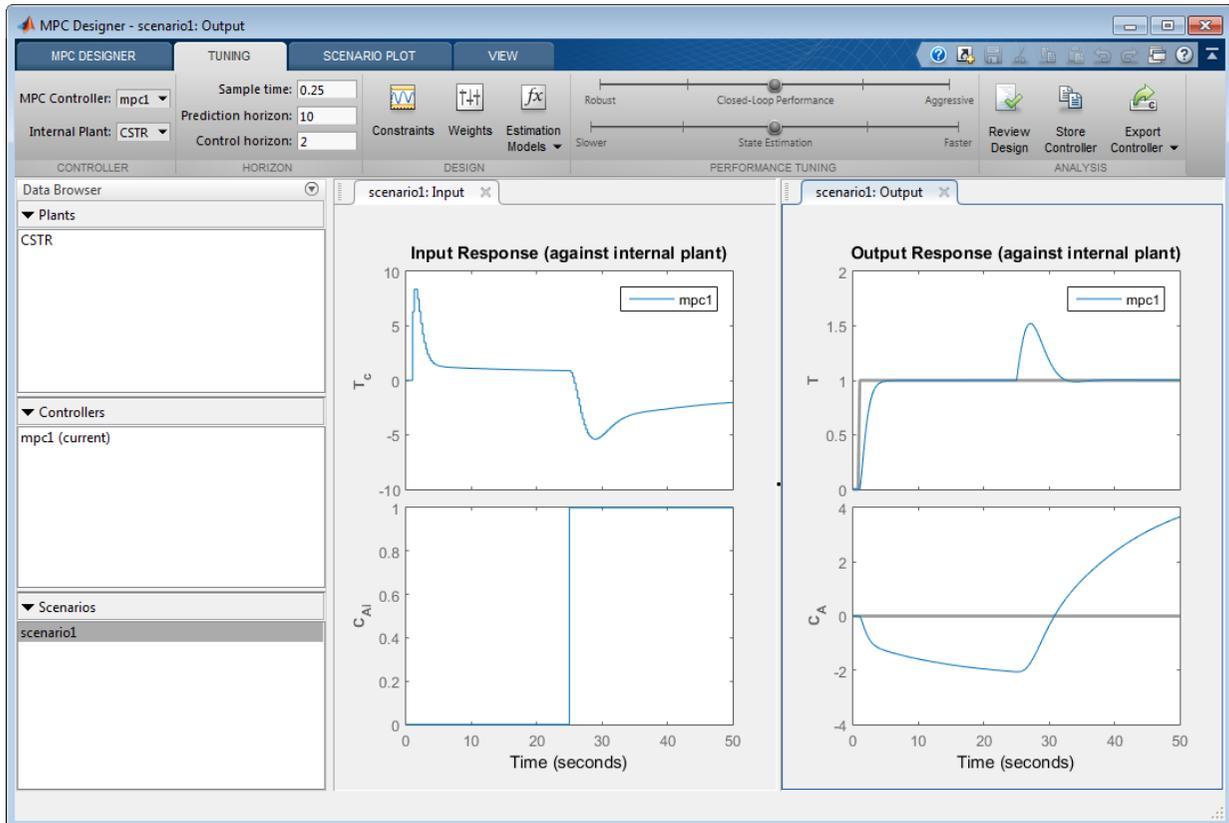 MPC Designer - scenario1: Output
MPC DESIGNER TUNING SCENARIO PLOT VIEW
MPC Controller: mpc1
Internal Plant: CSTR
CONTROLLER
Sample time: 0.25
Prediction horizon: 10
Control horizon: 2
HORIZON
Constraints Weights Estimation Models
DESIGN
Robust Closed-Loop Performance Aggressive
Slower State Estimation Faster
PERFORMANCE TUNING
Review Design
Store Controller
Export Controller
ANALYSIS
Data Browser
Plants
CSTR
Controllers
mpc1 (current)
Scenarios
scenario1
scenario1: Input
Input Response (against internal plant)
mpc1
10
5
0
-5
-10
T_c
1
0.8
0.6
0.4
0.2
0
C_AI
0 10 20 30 40 50
Time (seconds)
scenario1: Output
Output Response (against internal plant)
mpc1
2
1.5
1
0.5
0
T
4
2
0
-2
-4
C_A
0 10 20 30 40 50
Time (seconds)